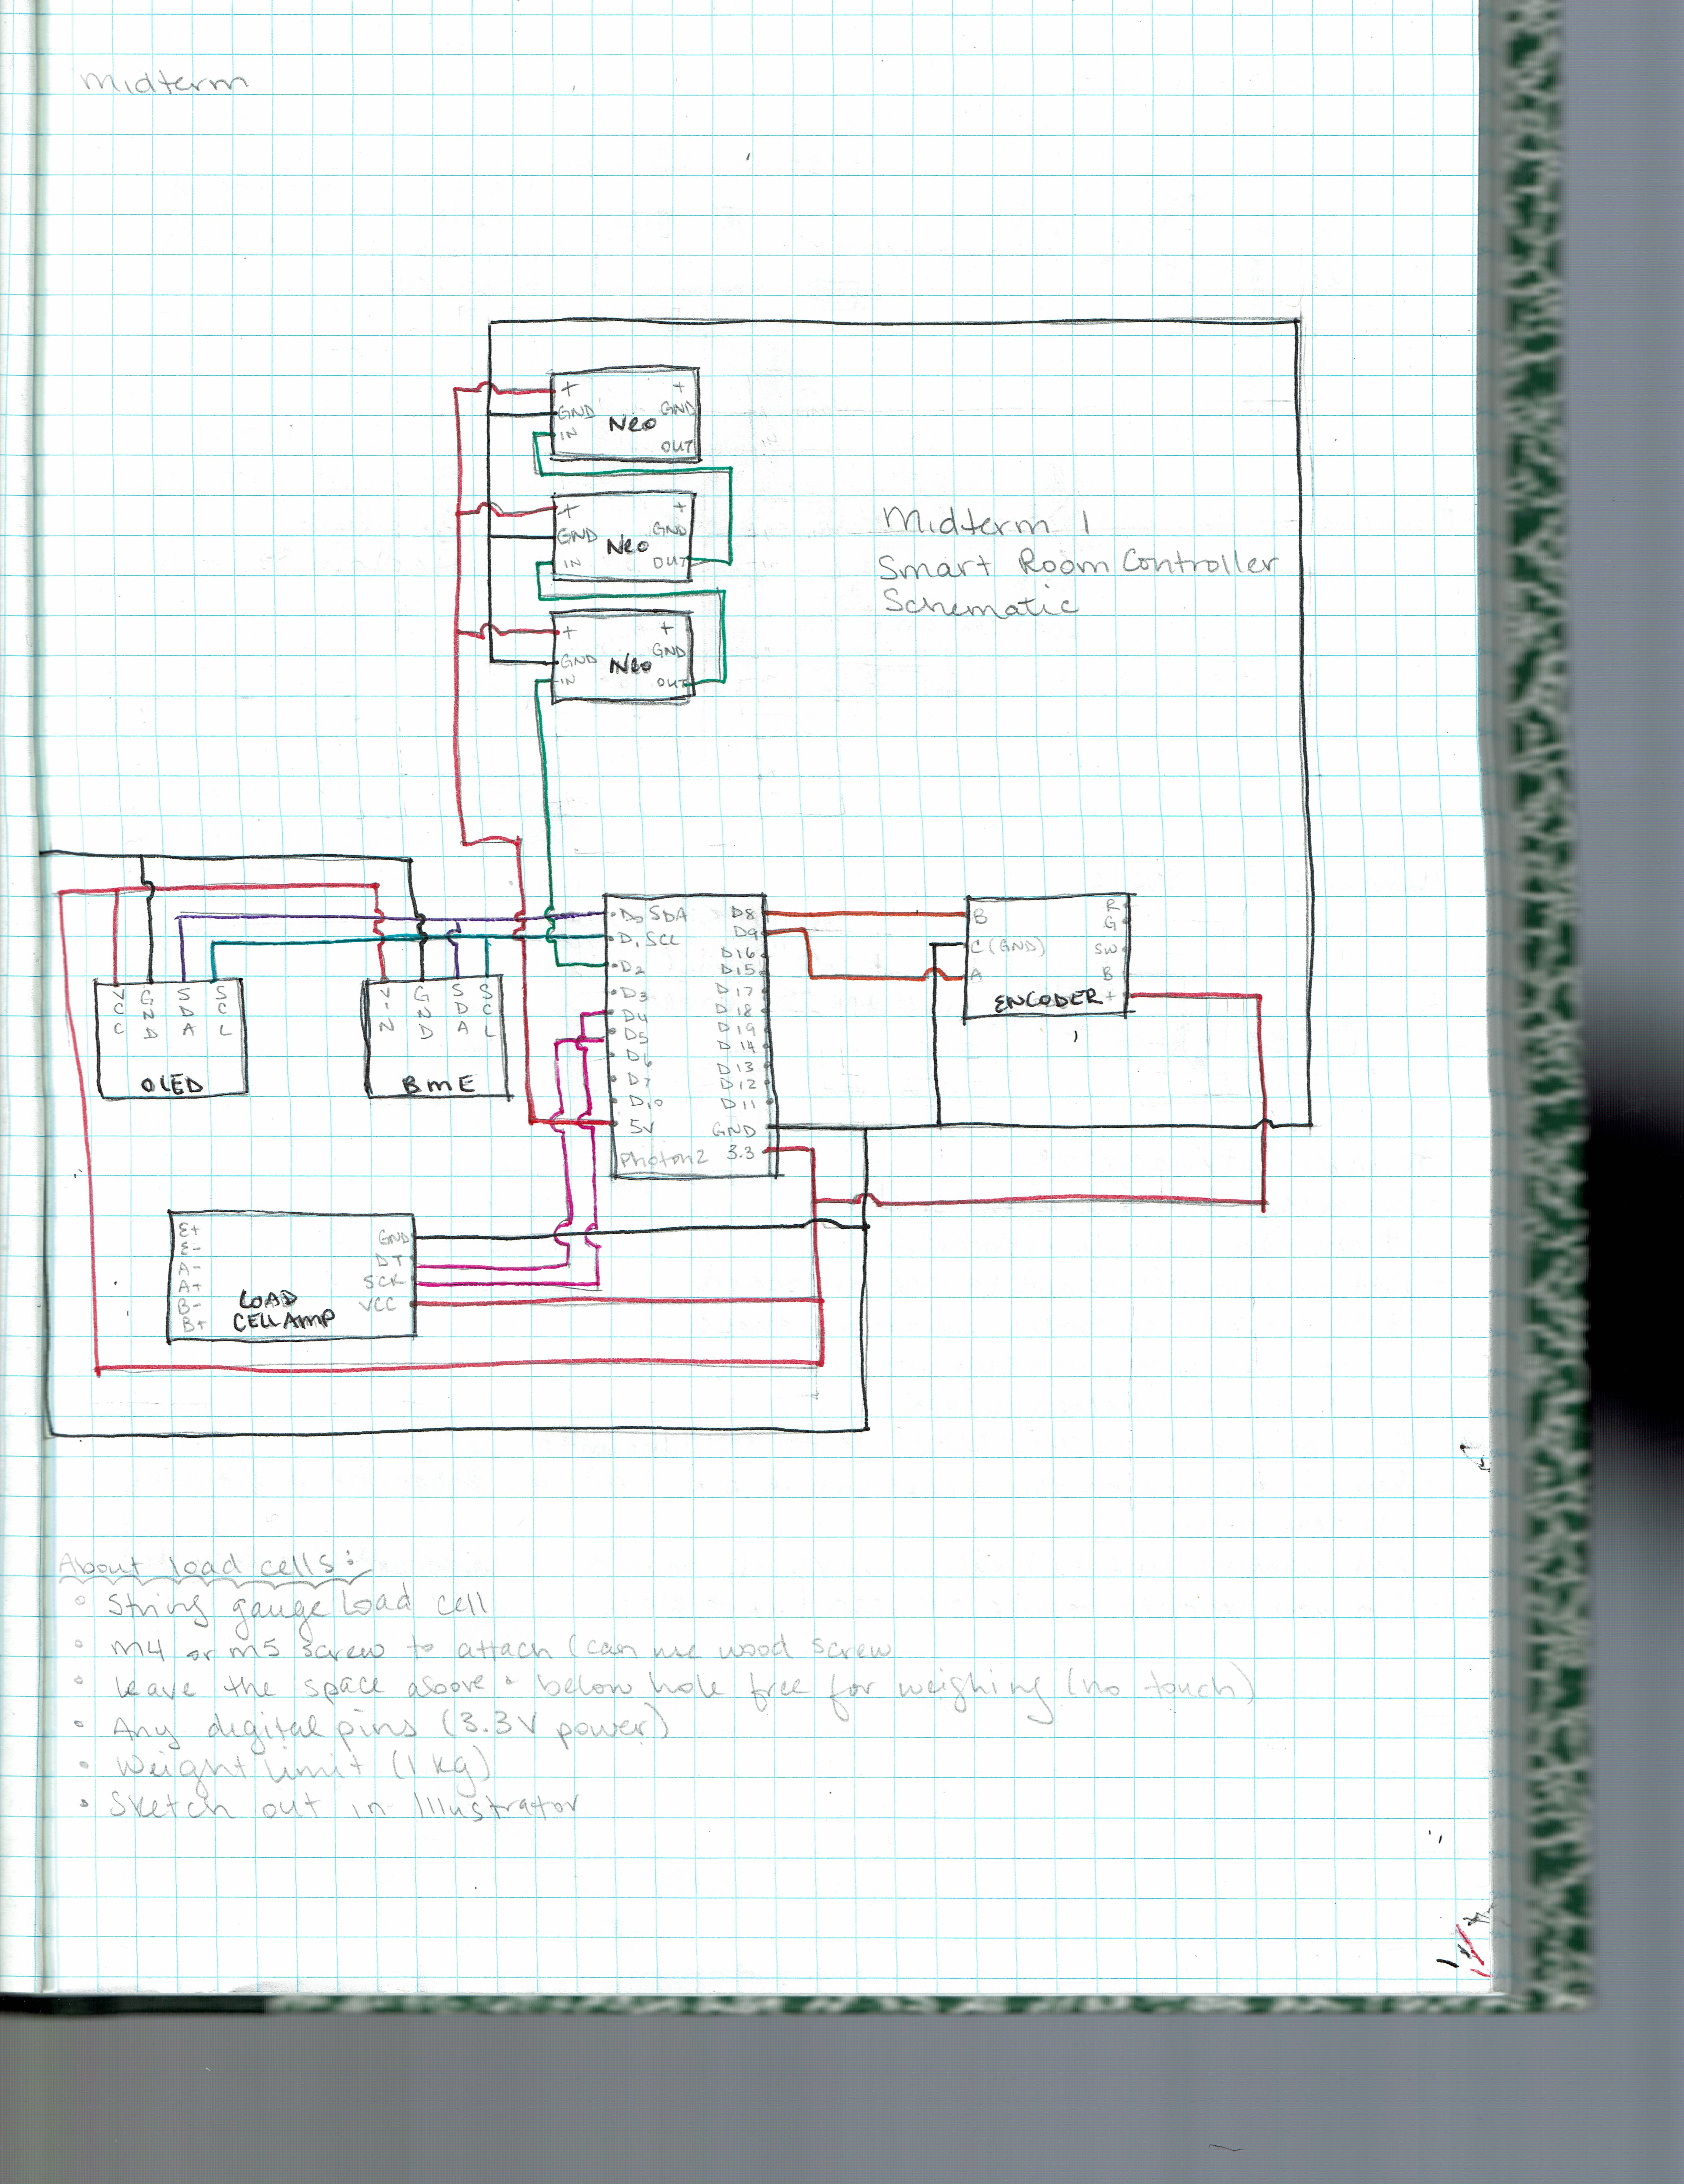 Midterm
+ +
GND GND
Neo
IN OUT
+ +
GND GND
Neo
IN OUT
Midterm 1
Smart Room Controller
Schematic
+ +
GND GND
Neo
IN OUT
D0 SDA D8
D1 SCL D9
D2 D16
D15
D3 D17
D4 D18
D5 D19
D14
D6 D13
D7 D12
D10 D11
5V GND
Photon2 3.3
B R
G
C (GND) SW
A B
ENCODER +
VCC GND SDA SCL
OLED
VIN GND SDA SCL
BME
E+ GND
E-
A- DT
A+ SCK
B- LOAD VCC
B+ CELL AMP
About load cells:
• String gauge Load cell
• M4 or M5 screw to attach (can use wood screw
• leave the space above & below hole free for weighing (no touch)
• Any digital pins (3.3V power)
• Weight limit (1 kg)
• Sketch out in Illustrator